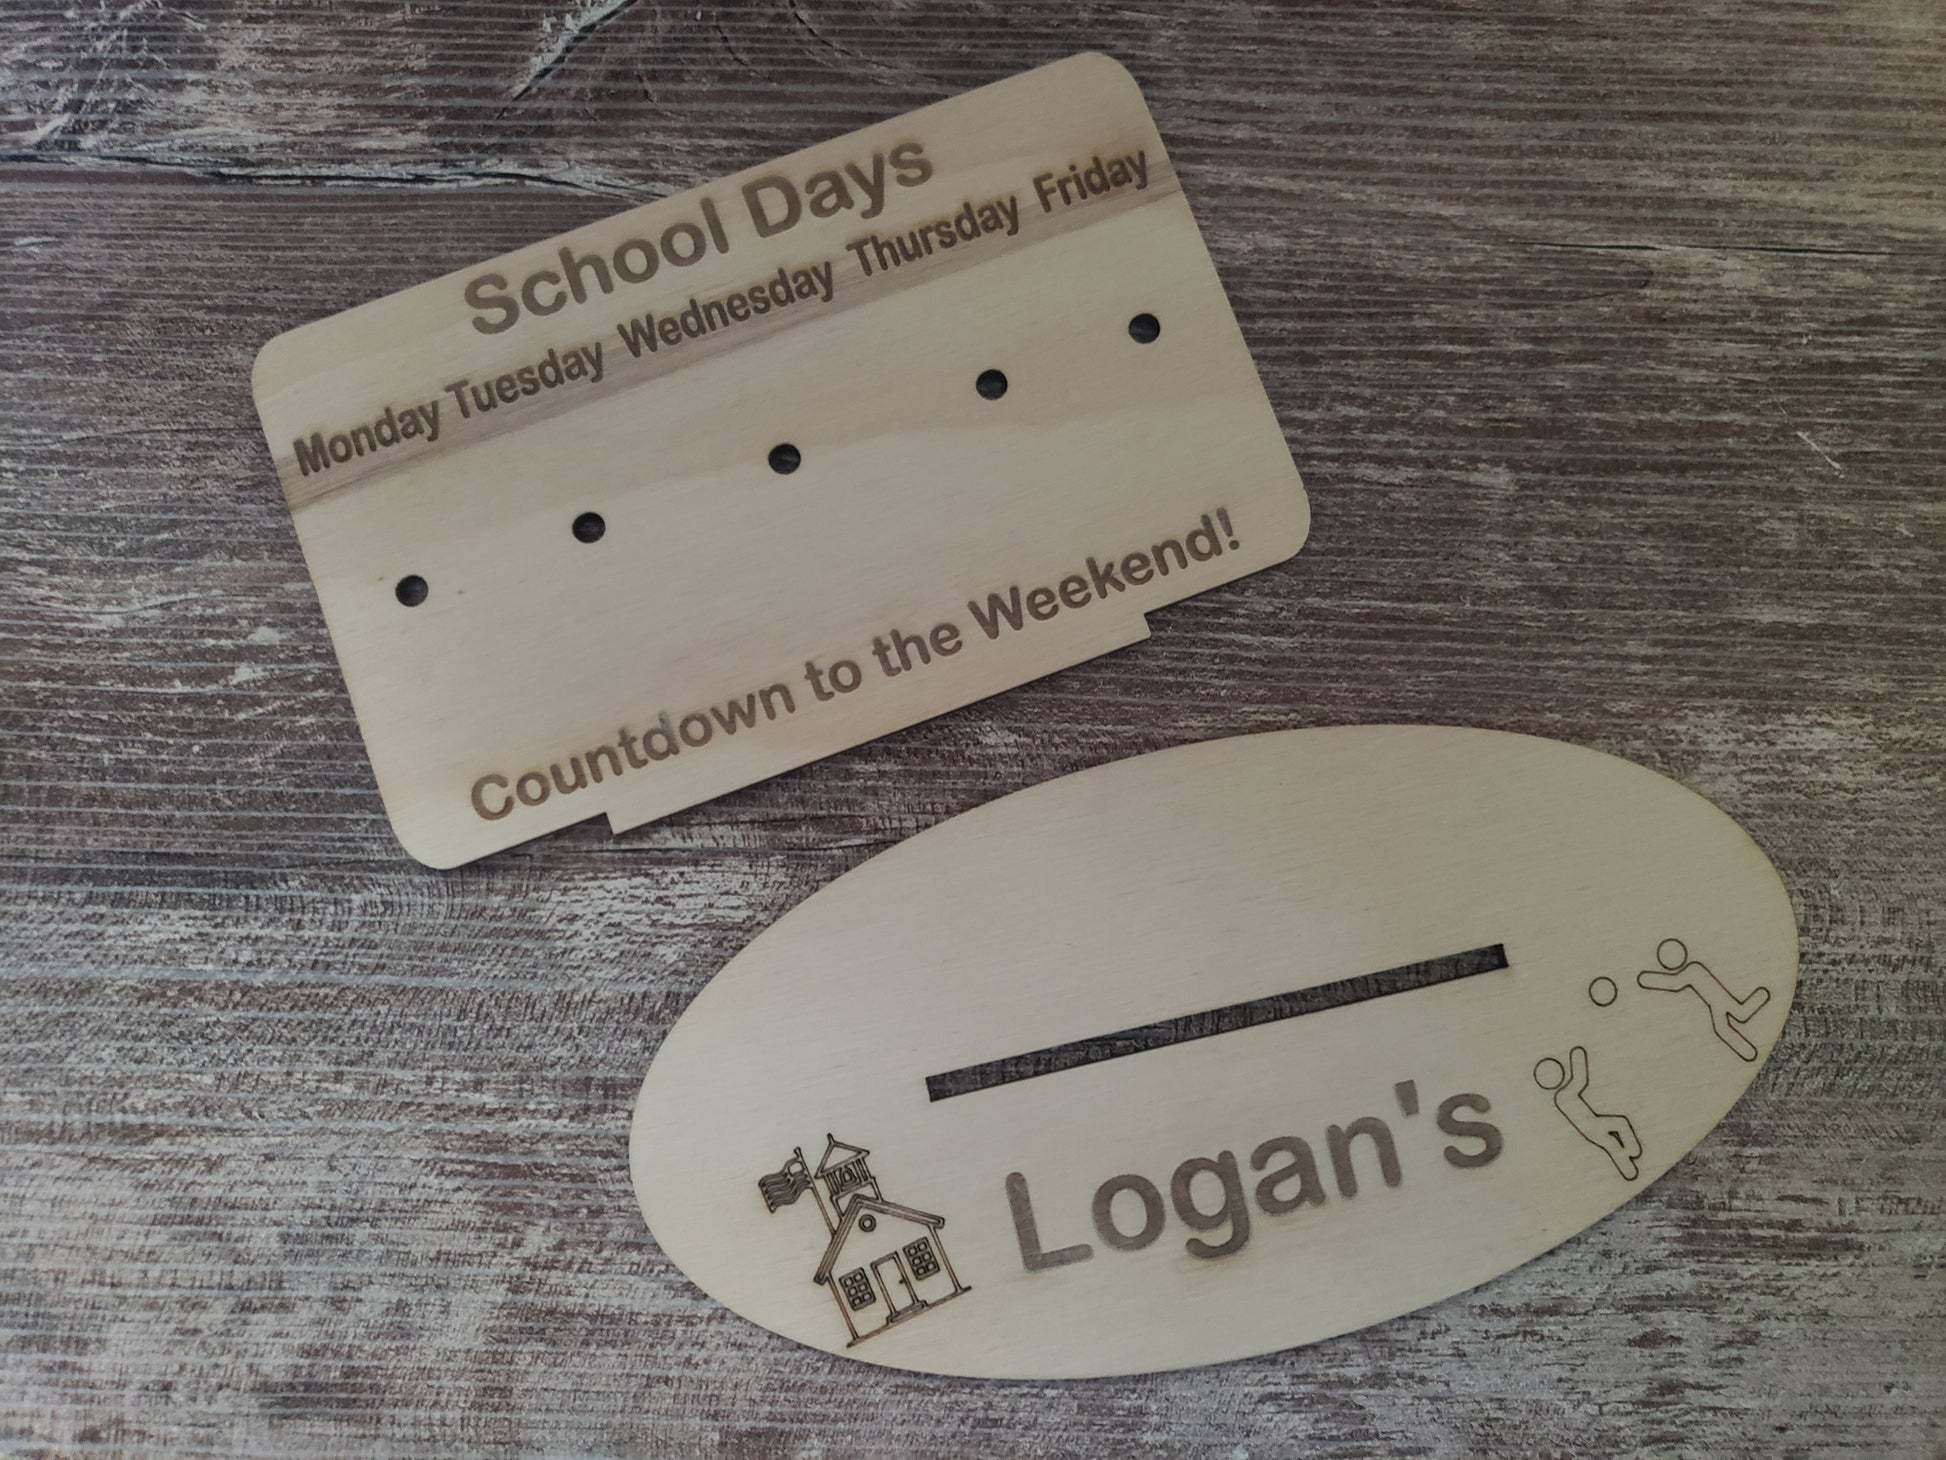 School Days
Monday Tuesday Wednesday Thursday Friday
Countdown to the Weekend!
Logan's